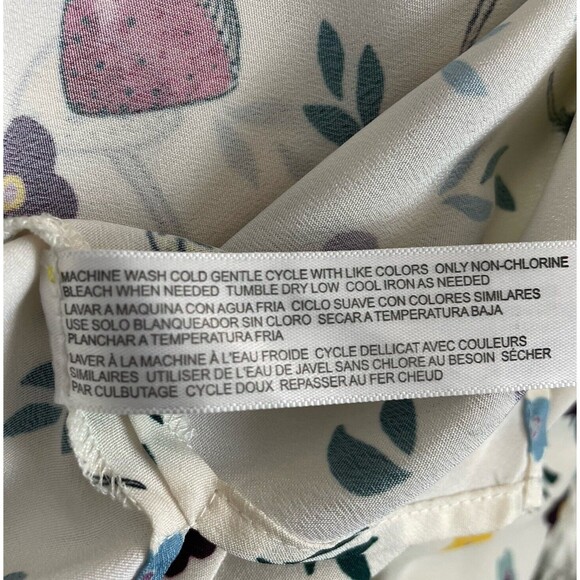 MACHINE WASH COLD GENTLE CYCLE WITH LIKE COLORS ONLY NON-CHLORINE
BLEACH WHEN NEEDED TUMBLE DRY LOW COOL IRON AS NEEDED
LAVAR A MAQUINA CON AGUA FRIA CICLO SUAVE CON COLORES SIMILARES
USE SOLO BLANQUEADOR SIN CLORO SECAR A TEMPERATURA BAJA
PLANCHAR A TEMPERATURA FRIA
LAVER À LA MACHINE À L'EAU FROIDE CYCLE DELLICAT AVEC COULEURS
SIMILAIRES UTILISER DE L'EAU DE JAVEL SANS CHLORE AU BESOIN SÉCHER
PAR CULBUTAGE CYCLE DOUX REPASSER AU FER CHEUD